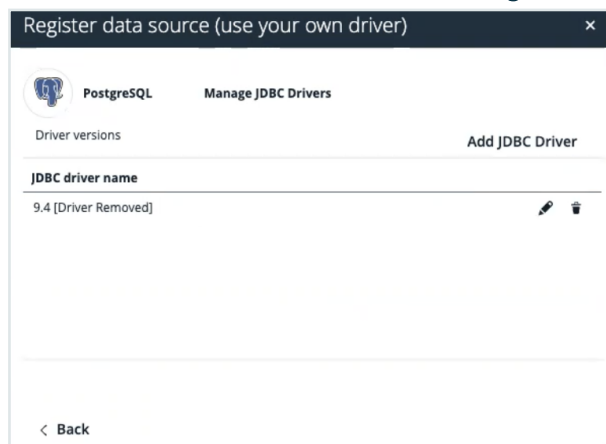 Register data source (use your own driver) ×
PostgreSQL Manage JDBC Drivers
Driver versions Add JDBC Driver
JDBC driver name
9.4 [Driver Removed]
< Back